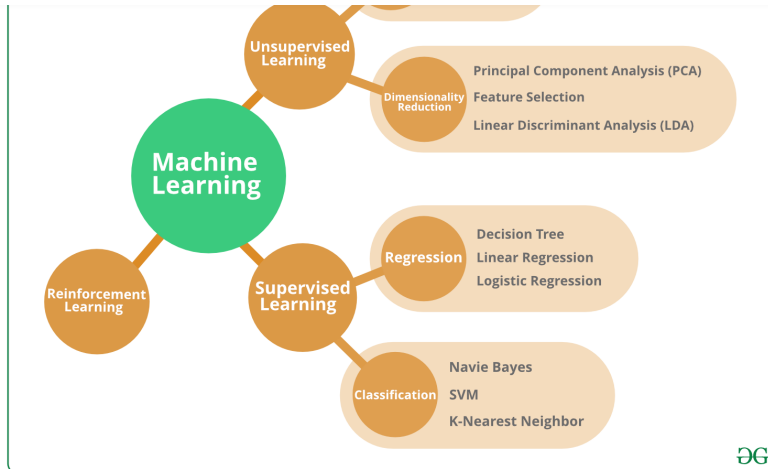 Unsupervised
Learning
Dimensionality
Reduction
Principal Component Analysis (PCA)
Feature Selection
Linear Discriminant Analysis (LDA)
Machine
Learning
Reinforcement
Learning
Supervised
Learning
Regression
Decision Tree
Linear Regression
Logistic Regression
Classification
Navie Bayes
SVM
K-Nearest Neighbor